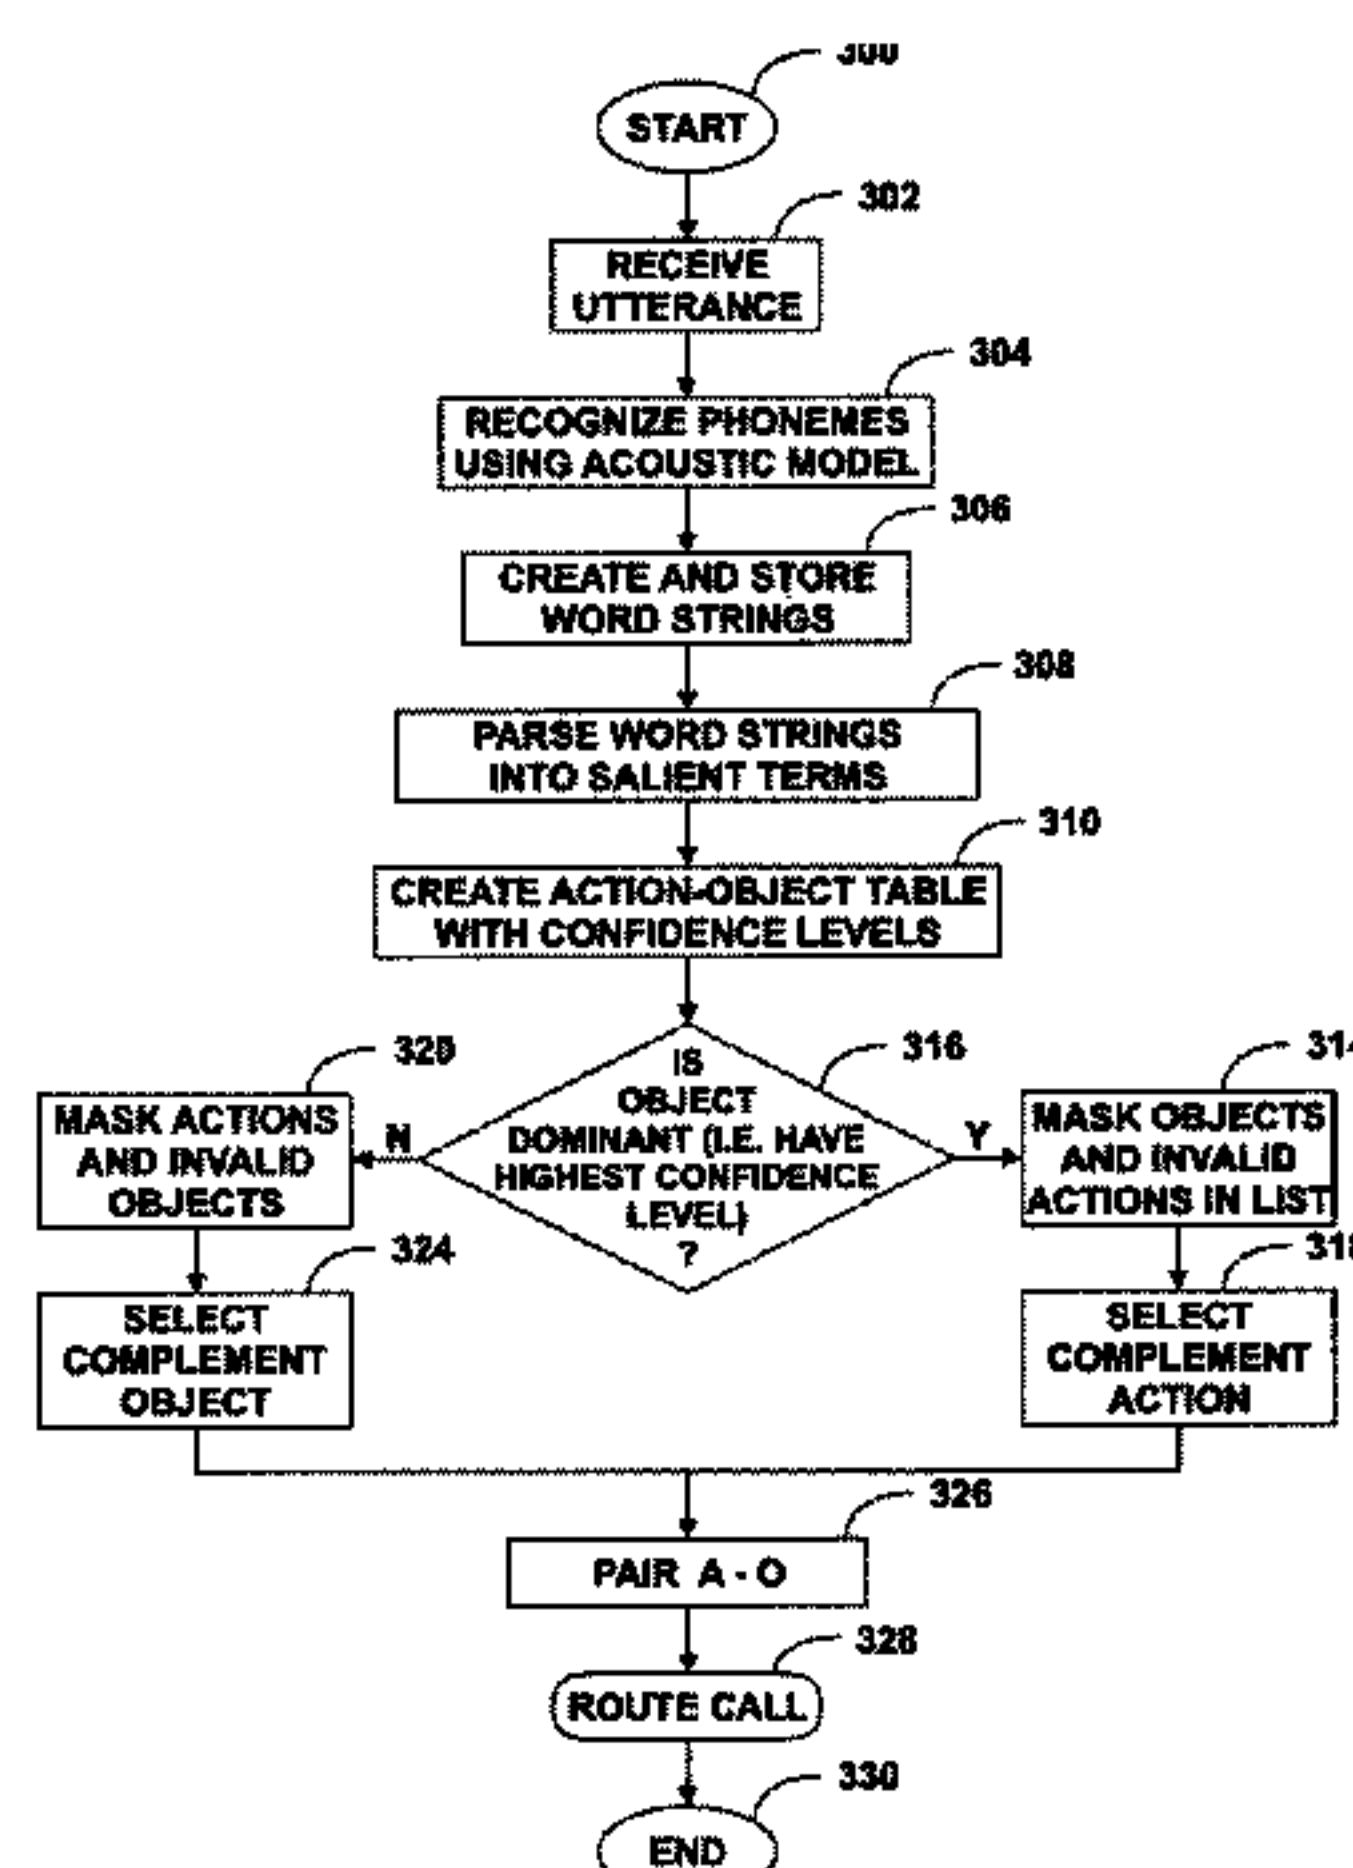 300
START
302
RECEIVE
UTTERANCE
304
RECOGNIZE PHONEMES
USING ACOUSTIC MODEL
306
CREATE AND STORE
WORD STRINGS
308
PARSE WORD STRINGS
INTO SALIENT TERMS
310
CREATE ACTION-OBJECT TABLE
WITH CONFIDENCE LEVELS
316
IS
OBJECT
DOMINANT (I.E. HAVE
HIGHEST CONFIDENCE
LEVEL)
?
N
Y
320
MASK ACTIONS
AND INVALID
OBJECTS
314
MASK OBJECTS
AND INVALID
ACTIONS IN LIST
324
SELECT
COMPLEMENT
OBJECT
318
SELECT
COMPLEMENT
ACTION
326
PAIR A - O
328
ROUTE CALL
330
END